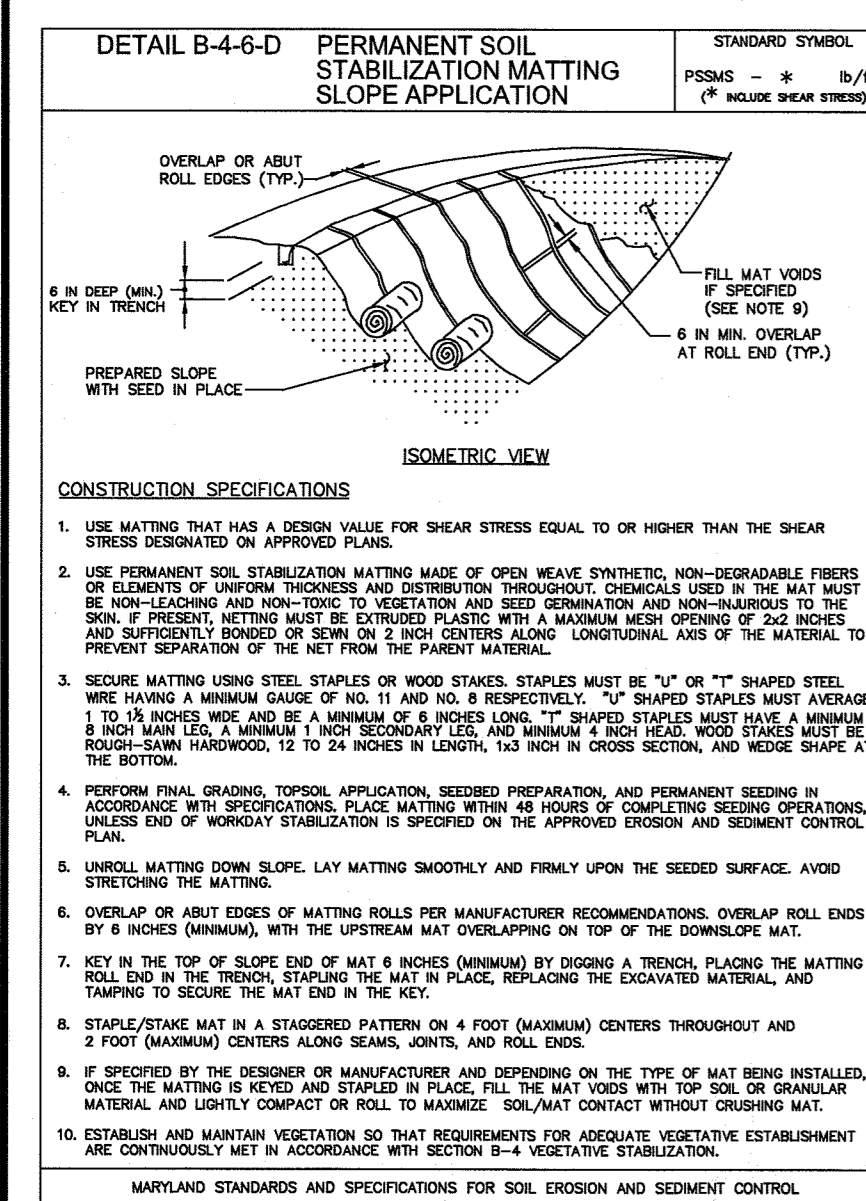 DETAIL B-4-6-D PERMANENT SOIL
STABILIZATION MATTING
SLOPE APPLICATION
STANDARD SYMBOL
PSSMS - * lb/f
(* INCLUDE SHEAR STRESS)
OVERLAP OR ABUT
ROLL EDGES (TYP.)
6 IN DEEP (MIN.)
KEY IN TRENCH
PREPARED SLOPE
WITH SEED IN PLACE
FILL MAT VOIDS
IF SPECIFIED
(SEE NOTE 9)
6 IN MIN. OVERLAP
AT ROLL END (TYP.)
ISOMETRIC VIEW
CONSTRUCTION SPECIFICATIONS
1. USE MATTING THAT HAS A DESIGN VALUE FOR SHEAR STRESS EQUAL TO OR HIGHER THAN THE SHEAR
STRESS DESIGNATED ON APPROVED PLANS.
2. USE PERMANENT SOIL STABILIZATION MATTING MADE OF OPEN WEAVE SYNTHETIC, NON-DEGRADABLE FIBERS
OR ELEMENTS OF UNIFORM THICKNESS AND DISTRIBUTION THROUGHOUT. CHEMICALS USED IN THE MAT MUST
BE NON-LEACHING AND NON-TOXIC TO VEGETATION AND SEED GERMINATION AND NON-INJURIOUS TO THE
SKIN. IF PRESENT, NETTING MUST BE EXTRUDED PLASTIC WITH A MAXIMUM MESH OPENING OF 2x2 INCHES
AND SUFFICIENTLY BONDED OR SEWN ON 2 INCH CENTERS ALONG LONGITUDINAL AXIS OF THE MATERIAL TO
PREVENT SEPARATION OF THE NET FROM THE PARENT MATERIAL.
3. SECURE MATTING USING STEEL STAPLES OR WOOD STAKES. STAPLES MUST BE "U" OR "T" SHAPED STEEL
WIRE HAVING A MINIMUM GAUGE OF NO. 11 AND NO. 8 RESPECTIVELY. "U" SHAPED STAPLES MUST AVERAGE
1 TO 1½ INCHES WIDE AND BE A MINIMUM OF 6 INCHES LONG. "T" SHAPED STAPLES MUST HAVE A MINIMUM
8 INCH MAIN LEG, A MINIMUM 1 INCH SECONDARY LEG, AND MINIMUM 4 INCH HEAD. WOOD STAKES MUST BE
ROUGH-SAWN HARDWOOD, 12 TO 24 INCHES IN LENGTH, 1x3 INCH IN CROSS SECTION, AND WEDGE SHAPE AT
THE BOTTOM.
4. PERFORM FINAL GRADING, TOPSOIL APPLICATION, SEEDBED PREPARATION, AND PERMANENT SEEDING IN
ACCORDANCE WITH SPECIFICATIONS. PLACE MATTING WITHIN 48 HOURS OF COMPLETING SEEDING OPERATIONS,
UNLESS END OF WORKDAY STABILIZATION IS SPECIFIED ON THE APPROVED EROSION AND SEDIMENT CONTROL
PLAN.
5. UNROLL MATTING DOWN SLOPE. LAY MATTING SMOOTHLY AND FIRMLY UPON THE SEEDED SURFACE. AVOID
STRETCHING THE MATTING.
6. OVERLAP OR ABUT EDGES OF MATTING ROLLS PER MANUFACTURER RECOMMENDATIONS. OVERLAP ROLL ENDS
BY 6 INCHES (MINIMUM), WITH THE UPSTREAM MAT OVERLAPPING ON TOP OF THE DOWNSLOPE MAT.
7. KEY IN THE TOP OF SLOPE END OF MAT 6 INCHES (MINIMUM) BY DIGGING A TRENCH, PLACING THE MATTING
ROLL END IN THE TRENCH, STAPLING THE MAT IN PLACE, REPLACING THE EXCAVATED MATERIAL, AND
TAMPING TO SECURE THE MAT END IN THE KEY.
8. STAPLE/STAKE MAT IN A STAGGERED PATTERN ON 4 FOOT (MAXIMUM) CENTERS THROUGHOUT AND
2 FOOT (MAXIMUM) CENTERS ALONG SEAMS, JOINTS, AND ROLL ENDS.
9. IF SPECIFIED BY THE DESIGNER OR MANUFACTURER AND DEPENDING ON THE TYPE OF MAT BEING INSTALLED,
ONCE THE MATTING IS KEYED AND STAPLED IN PLACE, FILL THE MAT VOIDS WITH TOP SOIL OR GRANULAR
MATERIAL AND LIGHTLY COMPACT OR ROLL TO MAXIMIZE SOIL/MAT CONTACT WITHOUT CRUSHING MAT.
10. ESTABLISH AND MAINTAIN VEGETATION SO THAT REQUIREMENTS FOR ADEQUATE VEGETATIVE ESTABLISHMENT
ARE CONTINUOUSLY MET IN ACCORDANCE WITH SECTION B-4 VEGETATIVE STABILIZATION.
MARYLAND STANDARDS AND SPECIFICATIONS FOR SOIL EROSION AND SEDIMENT CONTROL